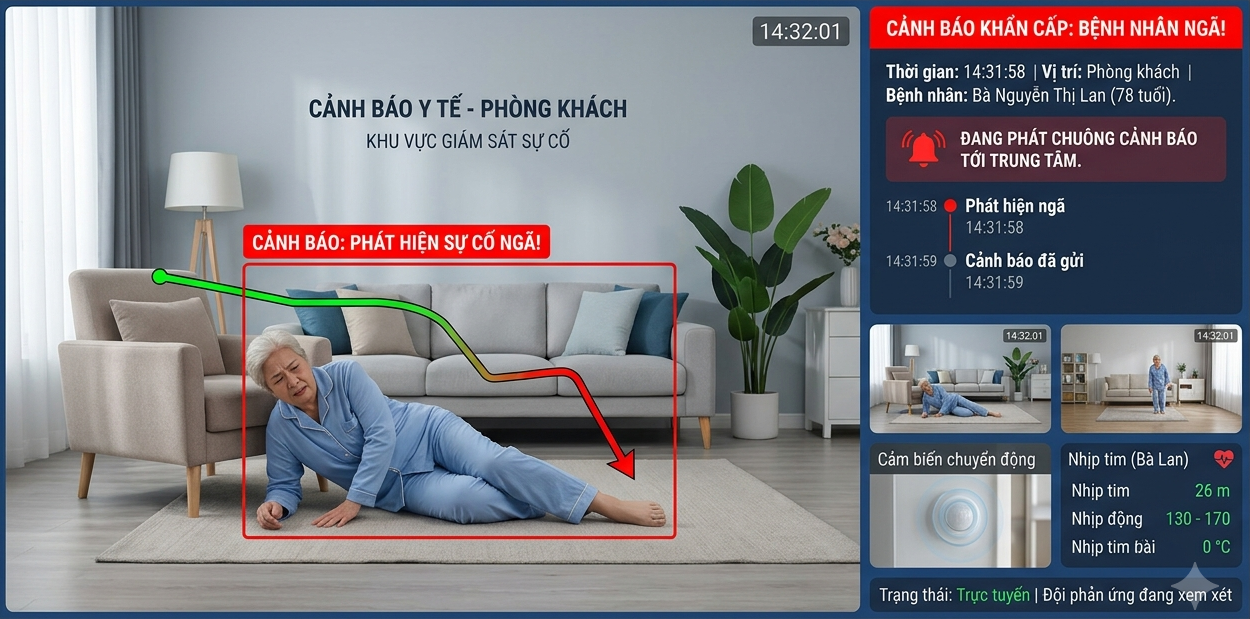 14:32:01
CẢNH BÁO Y TẾ - PHÒNG KHÁCH
KHU VỰC GIÁM SÁT SỰ CỐ
CẢNH BÁO: PHÁT HIỆN SỰ CỐ NGÃ!
CẢNH BÁO KHẨN CẤP: BỆNH NHÂN NGÃ!
Thời gian: 14:31:58 | Vị trí: Phòng khách |
Bệnh nhân: Bà Nguyễn Thị Lan (78 tuổi).
ĐANG PHÁT CHUÔNG CẢNH BÁO
TỚI TRUNG TÂM.
14:31:58 Phát hiện ngã
14:31:58
14:31:59 Cảnh báo đã gửi
14:31:59
14:32.01
14:32:01
Cảm biến chuyển động
Nhịp tim (Bà Lan)
Nhịp tim 26 m
Nhịp động 130 - 170
Nhịp tim bài 0 °C
Trạng thái: Trực tuyến | Đội phản ứng đang xem xét